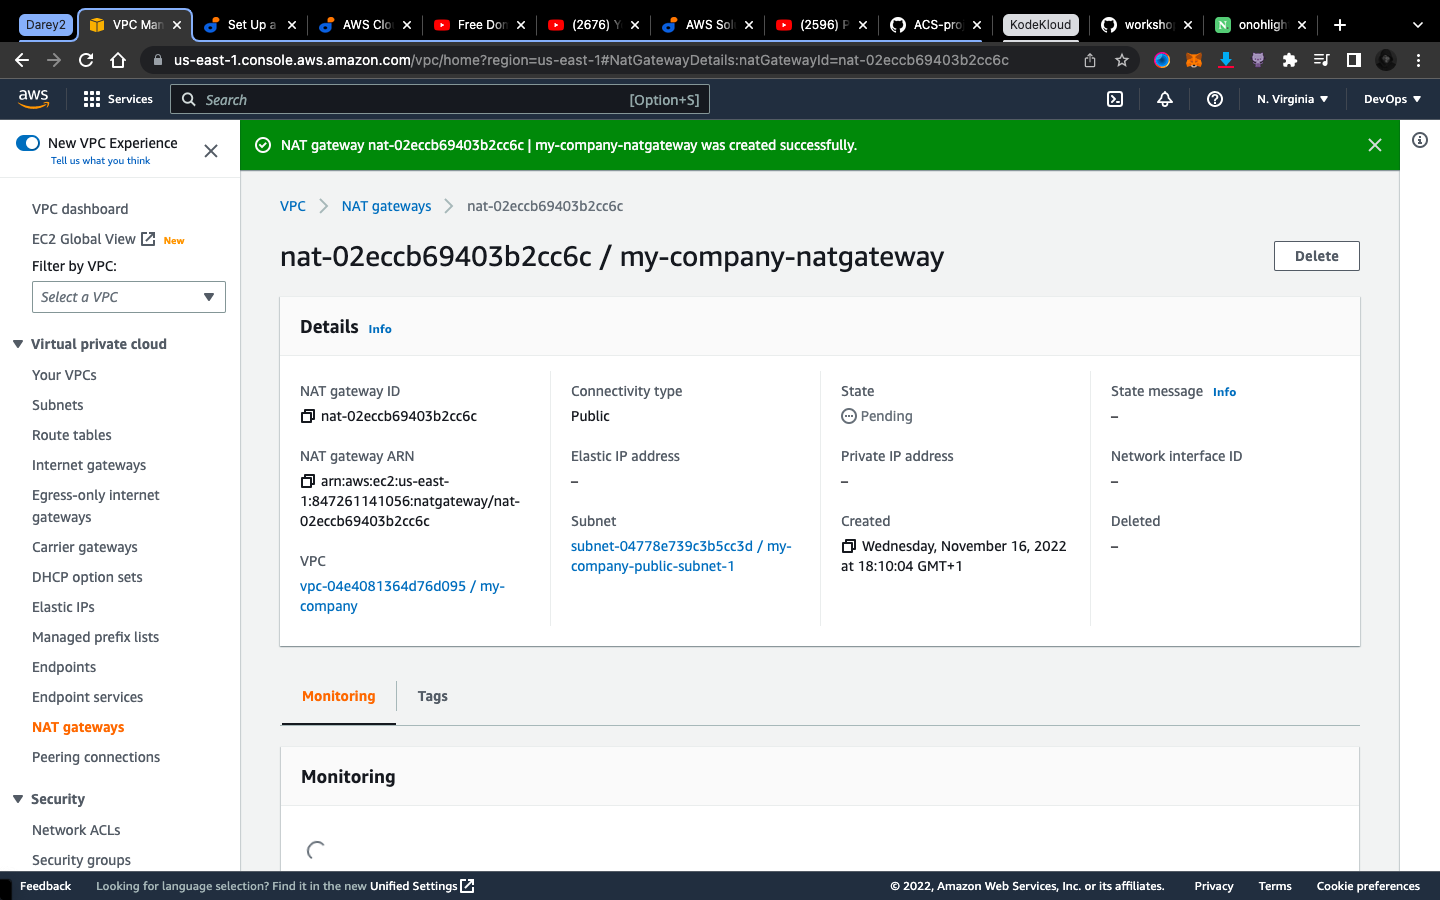 Darey2
VPC Man
Set Up a
AWS Clo
Free Don
(2676) Y
AWS Sol
(2596) P
ACS-pro
KodeKloud
worksho
onohligh
us-east-1.console.aws.amazon.com/vpc/home?region=us-east-1#NatGatewayDetails:natGatewayId=nat-02eccb69403b2cc6c
aws
Services
Search
[Option+S]
N. Virginia
DevOps
New VPC Experience
Tell us what you think
NAT gateway nat-02eccb69403b2cc6c | my-company-natgateway was created successfully.
VPC dashboard
EC2 Global View New
Filter by VPC:
Select a VPC
Virtual private cloud
Your VPCs
Subnets
Route tables
Internet gateways
Egress-only internet
gateways
Carrier gateways
DHCP option sets
Elastic IPs
Managed prefix lists
Endpoints
Endpoint services
NAT gateways
Peering connections
Security
Network ACLs
Security groups
VPC
NAT gateways
nat-02eccb69403b2cc6c
nat-02eccb69403b2cc6c / my-company-natgateway
Delete
Details Info
NAT gateway ID
nat-02eccb69403b2cc6c
NAT gateway ARN
arn:aws:ec2:us-east-
1:847261141056:natgateway/nat-
02eccb69403b2cc6c
VPC
vpc-04e4081364d76d095 / my-
company
Connectivity type
Public
Elastic IP address
–
Subnet
subnet-04778e739c3b5cc3d / my-
company-public-subnet-1
State
Pending
Private IP address
–
Created
Wednesday, November 16, 2022
at 18:10:04 GMT+1
State message Info
–
Network interface ID
–
Deleted
–
Monitoring
Tags
Monitoring
Feedback
Looking for language selection? Find it in the new Unified Settings
© 2022, Amazon Web Services, Inc. or its affiliates.
Privacy
Terms
Cookie preferences